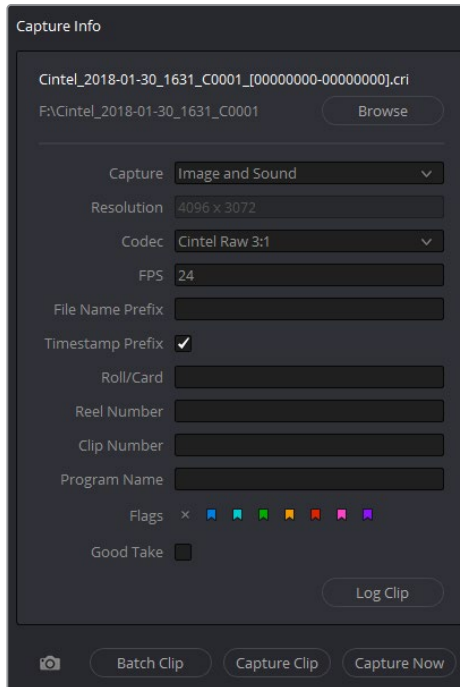 Capture Info
Cintel_2018-01-30_1631_C0001_[00000000-00000000].cri
F:\Cintel_2018-01-30_1631_C0001
Browse
Capture Image and Sound
Resolution 4096 x 3072
Codec Cintel Raw 3:1
FPS 24
File Name Prefix
Timestamp Prefix
Roll/Card
Reel Number
Clip Number
Program Name
Flags
Good Take
Log Clip
Batch Clip Capture Clip Capture Now